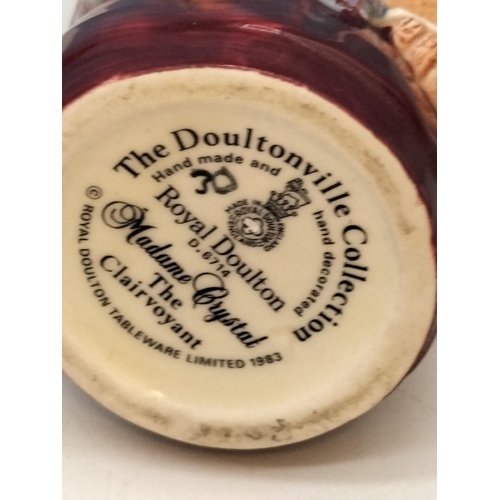 The Doultonville Collection
Hand made and hand decorated
30
Royal Doulton
D.6714
Madame Crystal
The
Clairvoyant
© ROYAL DOULTON TABLEWARE LIMITED 1983